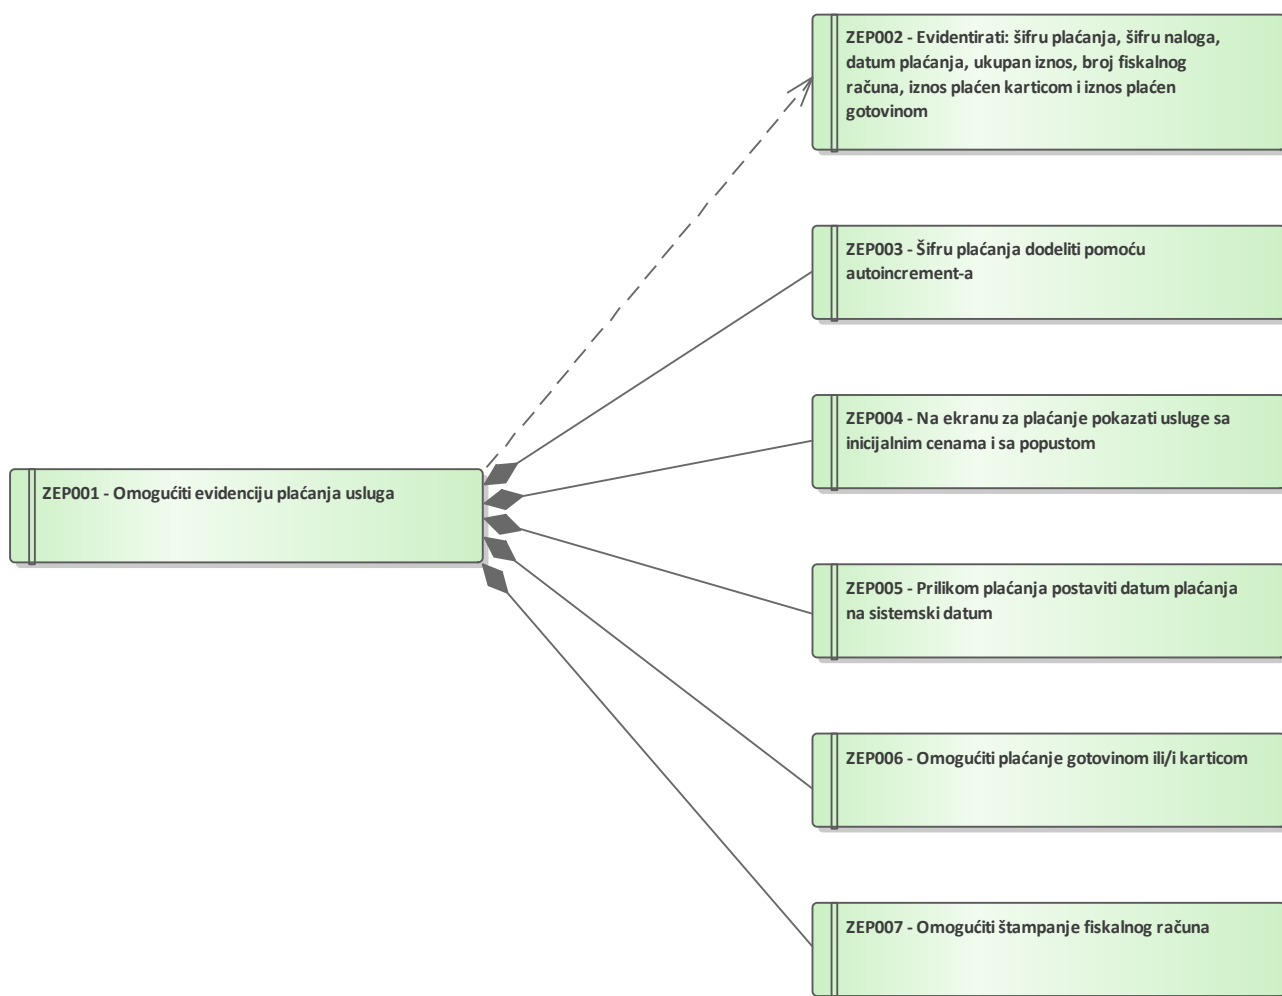 ZEP002 - Evidentirati: šifru plaćanja, šifru naloga,
datum plaćanja, ukupan iznos, broj fiskalnog
računa, iznos plaćen karticom i iznos plaćen
gotovinom
ZEP003 - Šifru plaćanja dodeliti pomoću
autoincrement-a
ZEP004 - Na ekranu za plaćanje pokazati usluge sa
inicijalnim cenama i sa popustom
ZEP001 - Omogućiti evidenciju plaćanja usluga
ZEP005 - Prilikom plaćanja postaviti datum plaćanja
na sistemski datum
ZEP006 - Omogućiti plaćanje gotovinom ili/i karticom
ZEP007 - Omogućiti štampanje fiskalnog računa